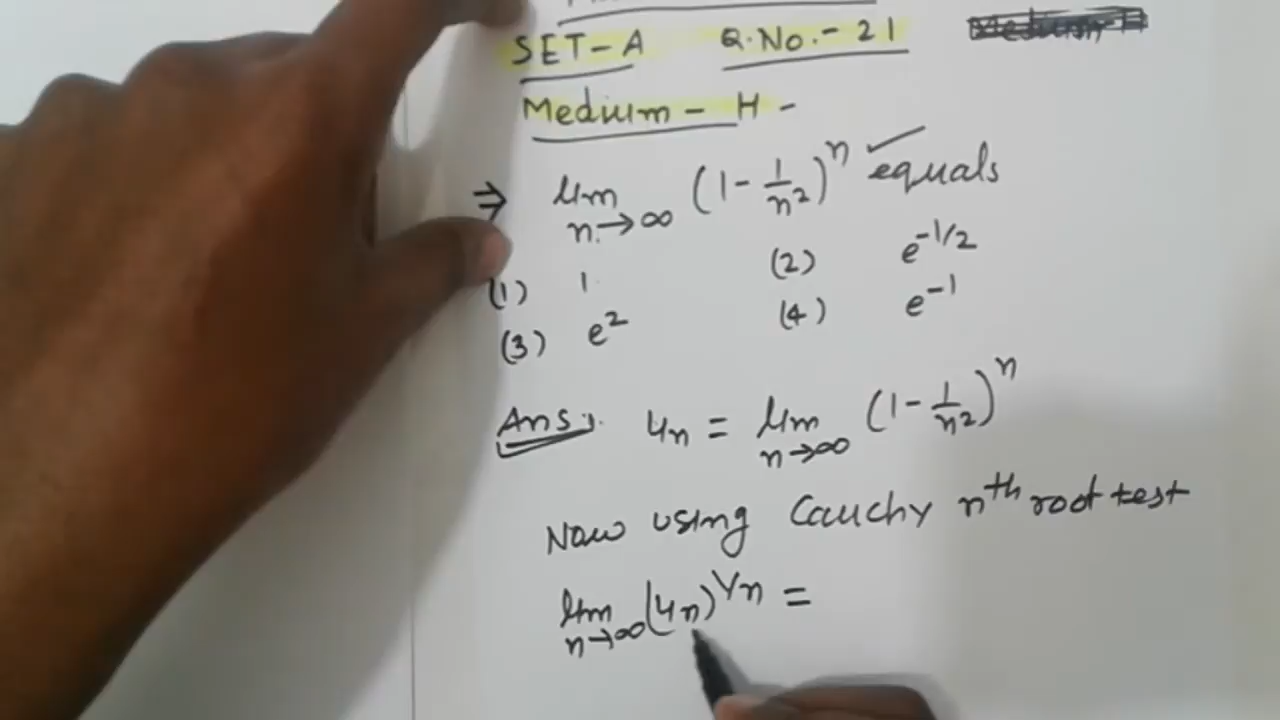 SET-A Q.No.-21
Medium - H -
⇒ lim n→∞ (1 - 1/n²)ⁿ ✓ equals
(1) 1 (2) e^-1/2
(3) e² (4) e^-1
Ans:. un = lim n→∞ (1 - 1/n²)ⁿ
Now using Cauchy nth root test
lim n→∞ (un)^1/n =